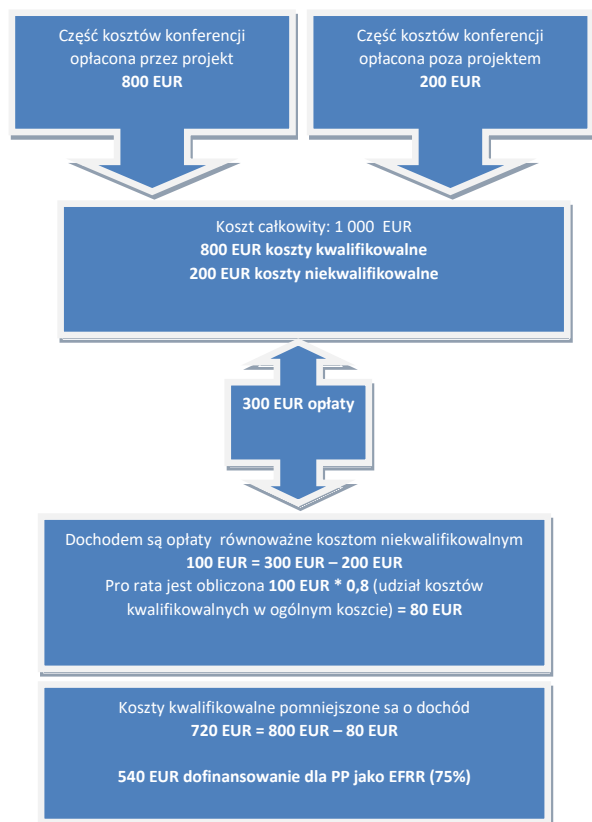 Część kosztów konferencji
opłacona przez projekt
800 EUR
Część kosztów konferencji
opłacona poza projektem
200 EUR
Koszt całkowity: 1 000 EUR
800 EUR koszty kwalifikowalne
200 EUR koszty niekwalifikowalne
300 EUR opłaty
Dochodem są opłaty równoważne kosztom niekwalifikowalnym
100 EUR = 300 EUR – 200 EUR
Pro rata jest obliczona 100 EUR * 0,8 (udział kosztów
kwalifikowalnych w ogólnym koszcie) = 80 EUR
Koszty kwalifikowalne pomniejszone sa o dochód
720 EUR = 800 EUR – 80 EUR
540 EUR dofinansowanie dla PP jako EFRR (75%)